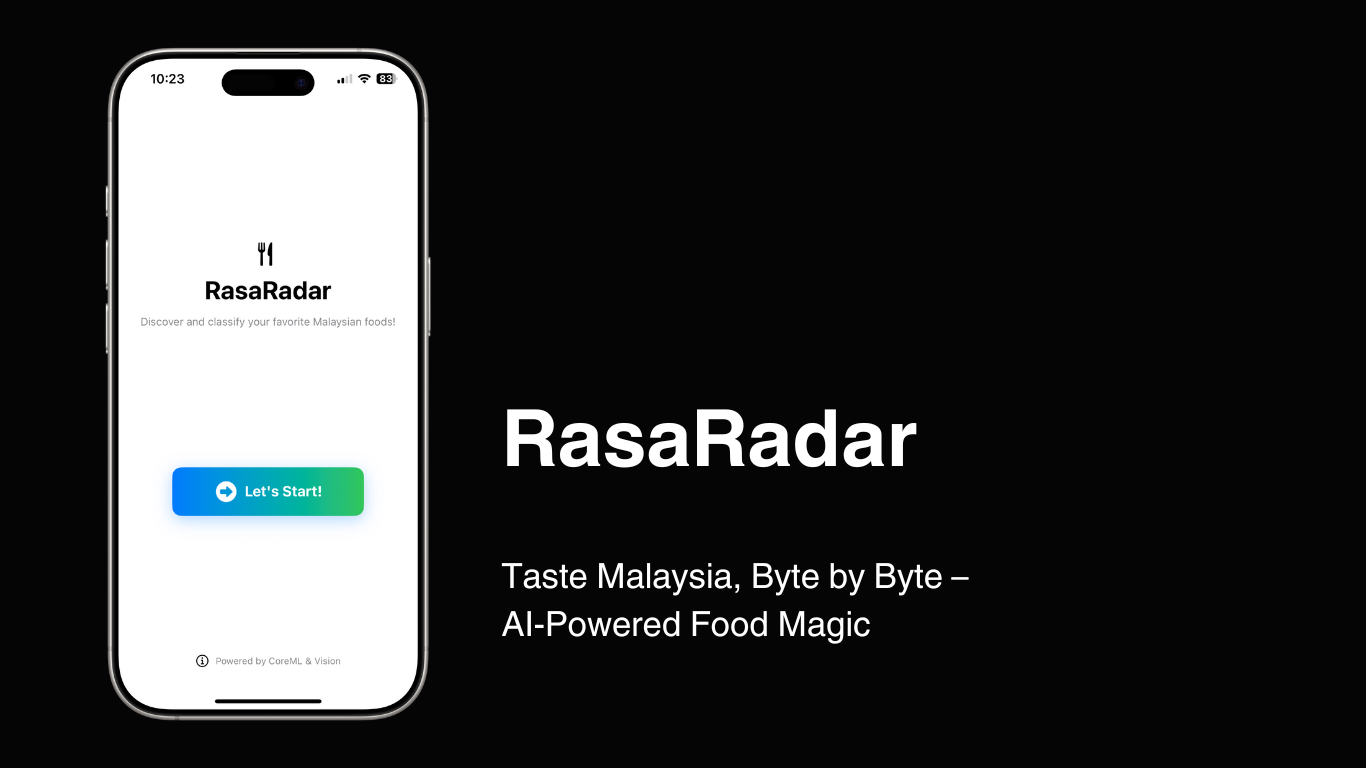 10:23
83
RasaRadar
Discover and classify your favorite Malaysian foods!
Let's Start!
Powered by CoreML & Vision
RasaRadar
Taste Malaysia, Byte by Byte –
AI-Powered Food Magic